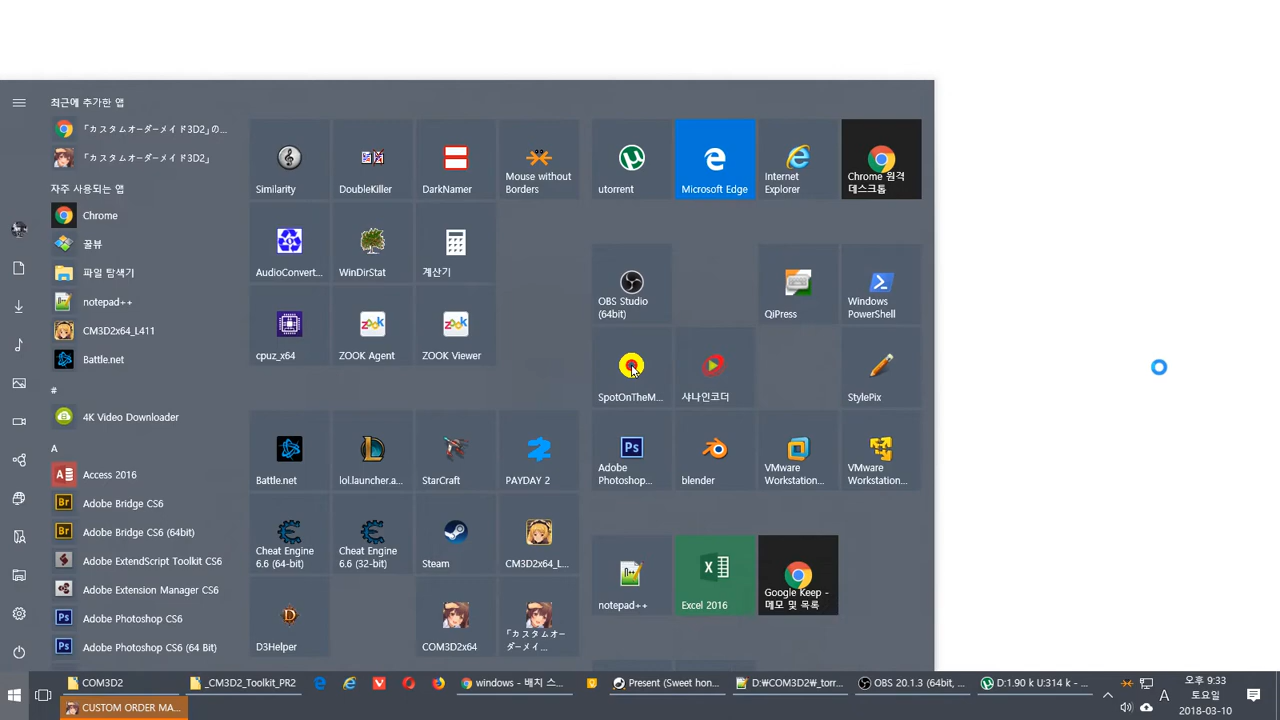 최근에 추가한 앱
「カスタムオーダーメイド3D2」の...
「カスタムオーダーメイド3D2」
자주 사용되는 앱
Chrome
꿀뷰
파일 탐색기
notepad++
CM3D2x64_L411
Battle.net
#
4K Video Downloader
A
Access 2016
Adobe Bridge CS6
Adobe Bridge CS6 (64bit)
Adobe ExtendScript Toolkit CS6
Adobe Extension Manager CS6
Adobe Photoshop CS6
Adobe Photoshop CS6 (64 Bit)
Similarity
DoubleKiller
DarkNamer
Mouse without
Borders
AudioConvert...
WinDirStat
계산기
cpuz_x64
ZOOK Agent
ZOOK Viewer
Battle.net
lol.launcher.a...
StarCraft
PAYDAY 2
Cheat Engine
6.6 (64-bit)
Cheat Engine
6.6 (32-bit)
Steam
CM3D2x64_L...
D3Helper
COM3D2x64
「カスタムオー
ダーメイ...
utorrent
Microsoft Edge
Internet
Explorer
Chrome 원격
데스크톱
OBS Studio
(64bit)
QiPress
Windows
PowerShell
SpotOnTheM...
샤나인코더
StylePix
Adobe
Photoshop...
blender
VMware
Workstation...
VMware
Workstation...
notepad++
Excel 2016
Google Keep -
메모 및 목록
COM3D2
_CM3D2_Toolkit_PR2
windows - 배치 스...
Present (Sweet hon...
D:₩COM3D2₩_torr...
OBS 20.1.3 (64bit, ...
D:1.90 k U:314 k - ...
CUSTOM ORDER MA...
A
오후 9:33
토요일
2018-03-10